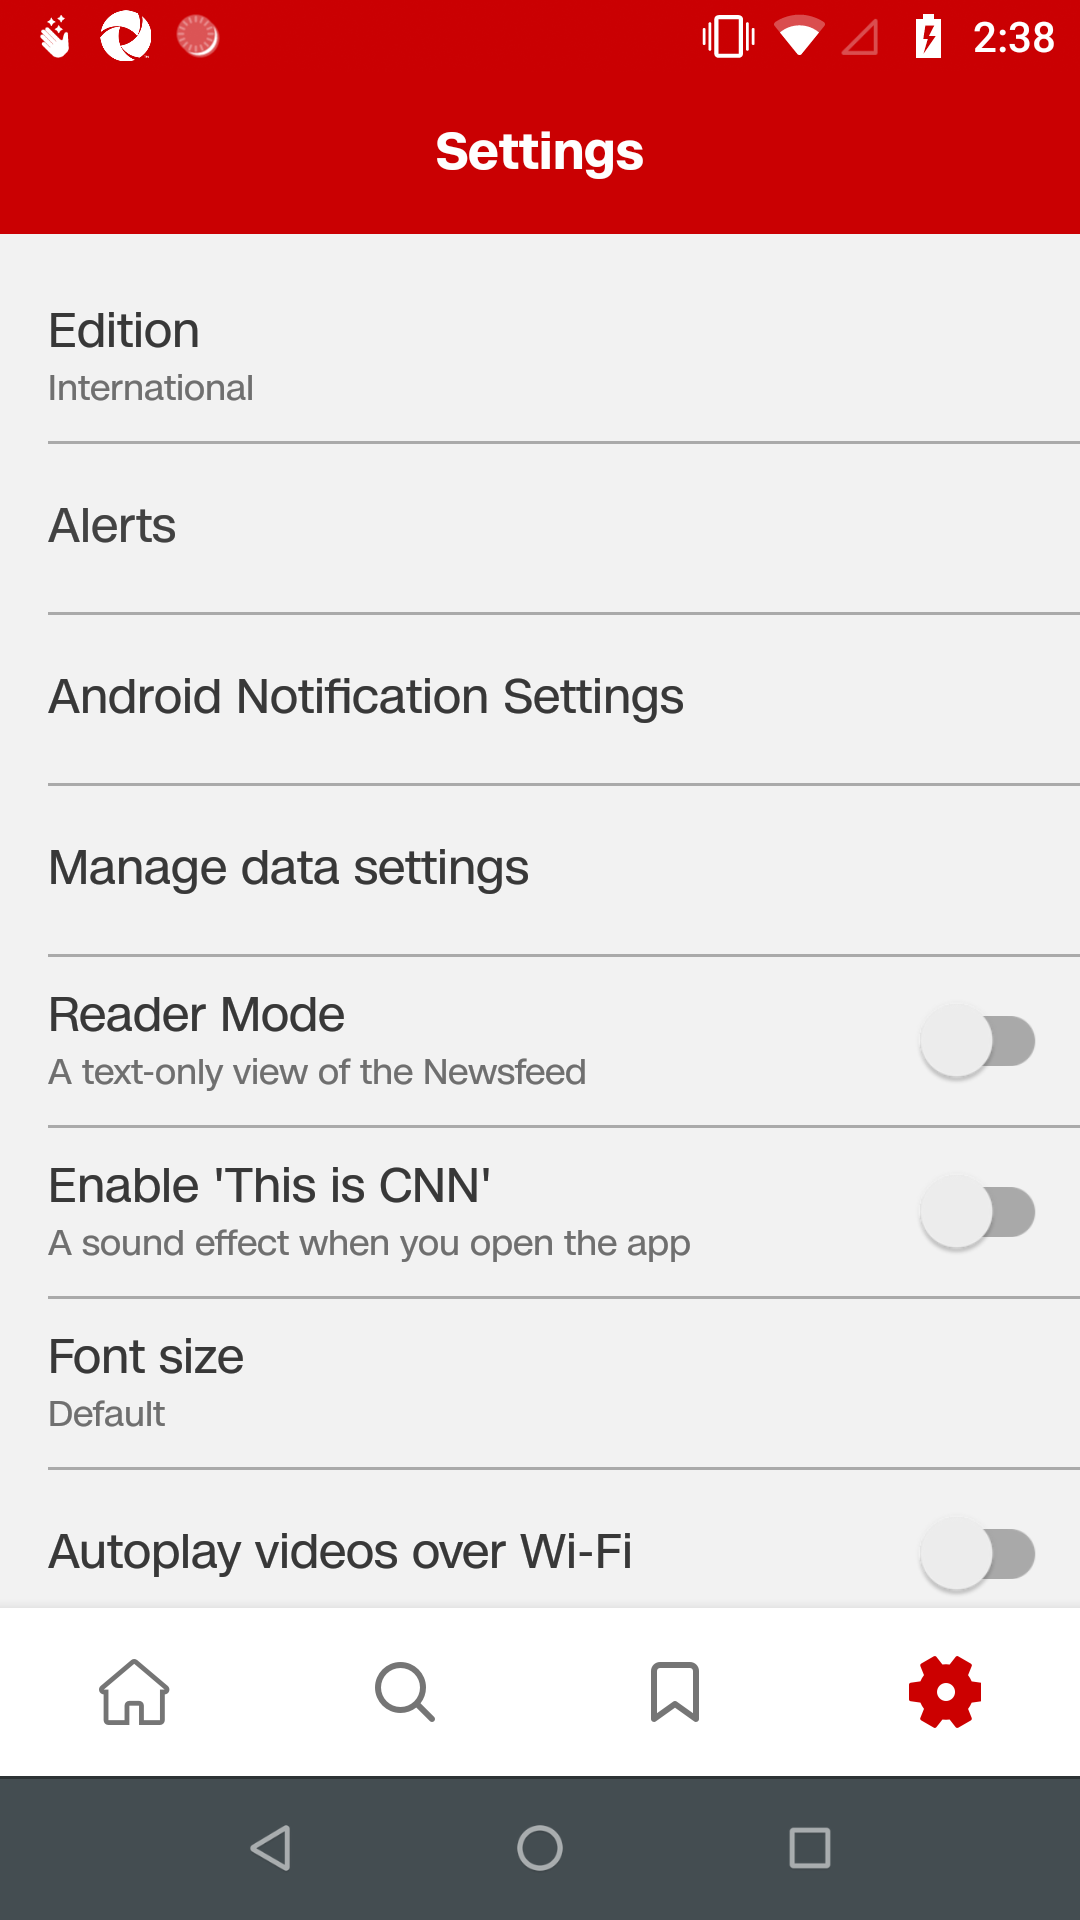 2:38
Settings
Edition
International
Alerts
Android Notification Settings
Manage data settings
Reader Mode
A text-only view of the Newsfeed
Enable 'This is CNN'
A sound effect when you open the app
Font size
Default
Autoplay videos over Wi-Fi